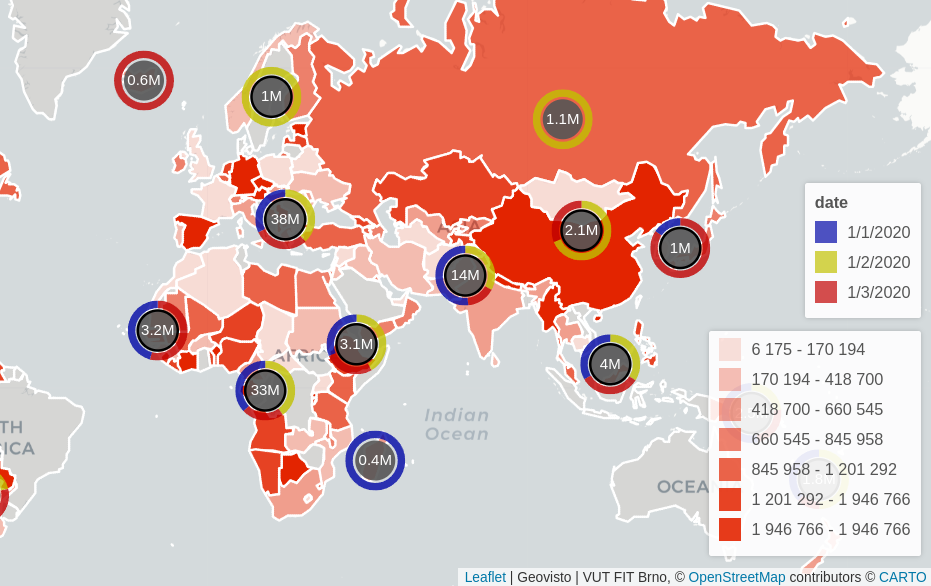 0.6M
1M
1.1M
date
1/1/2020
1/2/2020
1/3/2020
38M
2.1M
1M
14M
3.2M
3.1M
AFRIC
4M
33M
Indian
Ocean
0.4M
TH
ICA
OCEA
1.8M
6 175 - 170 194
170 194 - 418 700
418 700 - 660 545
660 545 - 845 958
845 958 - 1 201 292
1 201 292 - 1 946 766
1 946 766 - 1 946 766
Leaflet | Geovisto | VUT FIT Brno, © OpenStreetMap contributors © CARTO